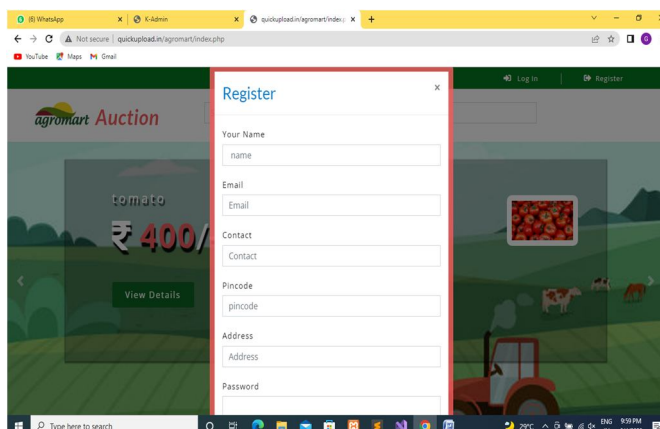 (6) WhatsApp
K-Admin
quickupload.in/agromart/index.p
Not secure
quickupload.in/agromart/index.php
YouTube
Maps
Gmail
Log In
Register
agromart Auction
tomato
₹ 400/
View Details
Register
Your Name
name
Email
Email
Contact
Contact
Pincode
pincode
Address
Address
Password
Type here to search
29°C
ENG
9:59 PM